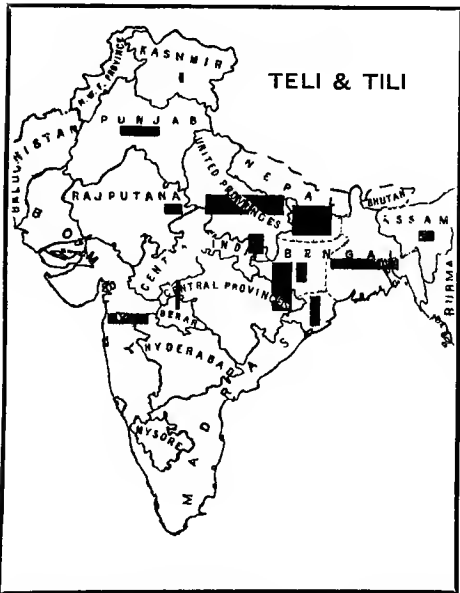 TELI & TILI
KASHMIR
N.W.F. PROVINCE
PUNJAB
BALUCHISTAN
UNITED PROVINCES
NEPAL
BHUTAN
RAJPUTANA
ASSAM
BENGAL
CENTRAL PROVINCES
BERAR
BURMA
HYDERABAD
MYSORE
MADRAS